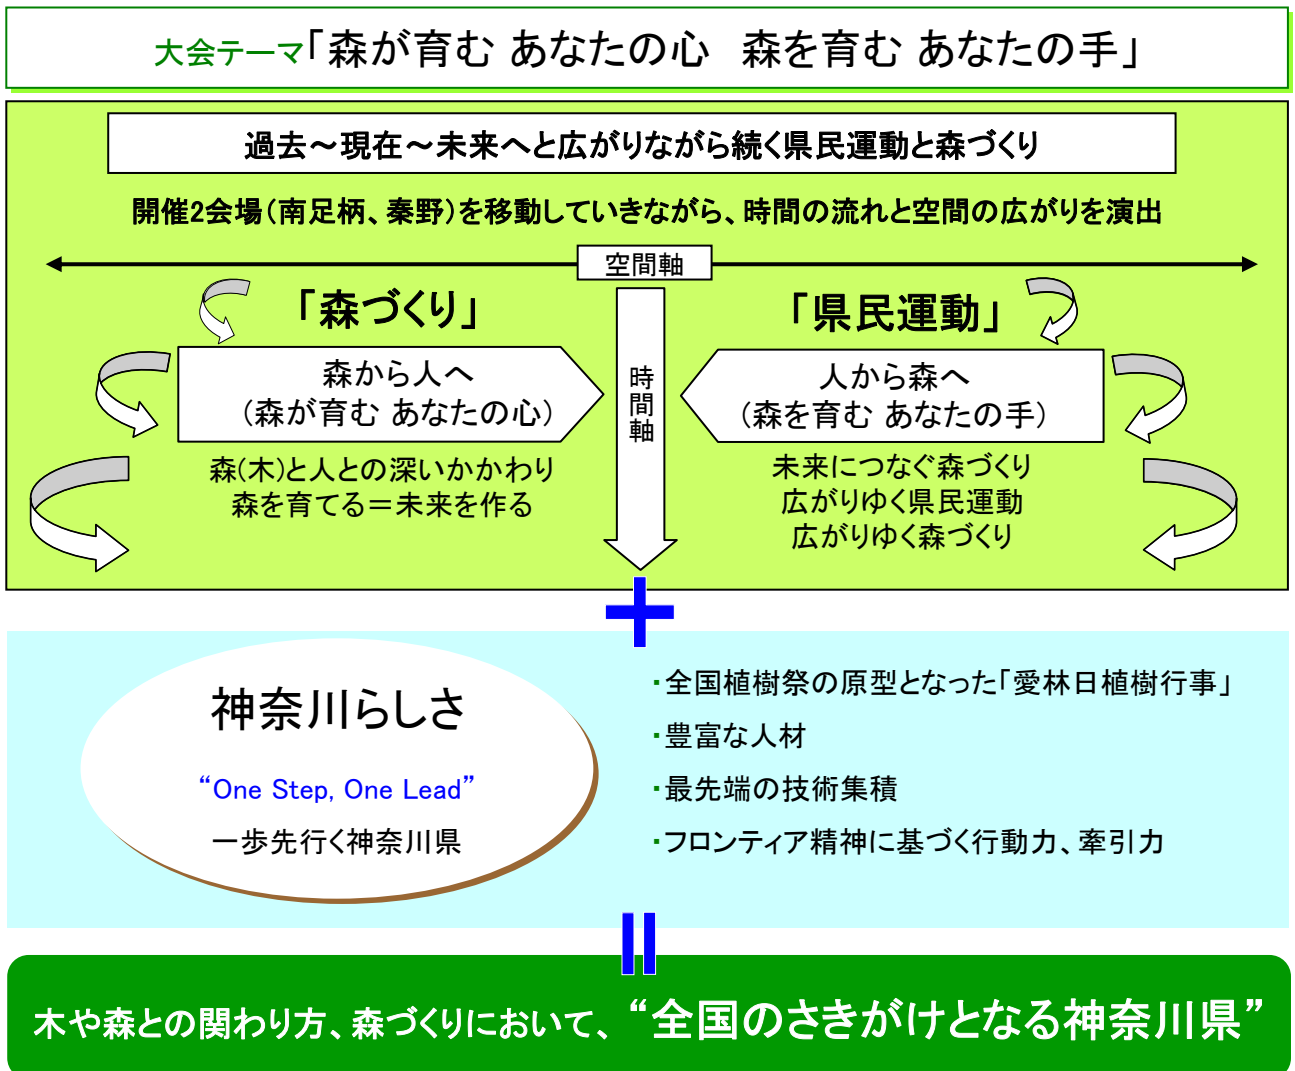 大会テーマ「森が育む あなたの心　森を育む あなたの手」
過去～現在～未来へと広がりながら続く県民運動と森づくり
開催2会場（南足柄、秦野）を移動していきながら、時間の流れと空間の広がりを演出
空間軸
「森づくり」
森から人へ
（森が育む あなたの心）
森(木)と人との深いかかわり
森を育てる＝未来を作る
時間軸
「県民運動」
人から森へ
（森を育む あなたの手）
未来につなぐ森づくり
広がりゆく県民運動
広がりゆく森づくり
＋
神奈川らしさ
“One Step, One Lead”
一歩先行く神奈川県
・全国植樹祭の原型となった「愛林日植樹行事」
・豊富な人材
・最先端の技術集積
・フロンティア精神に基づく行動力、牽引力
木や森との関わり方、森づくりにおいて、“全国のさきがけとなる神奈川県”